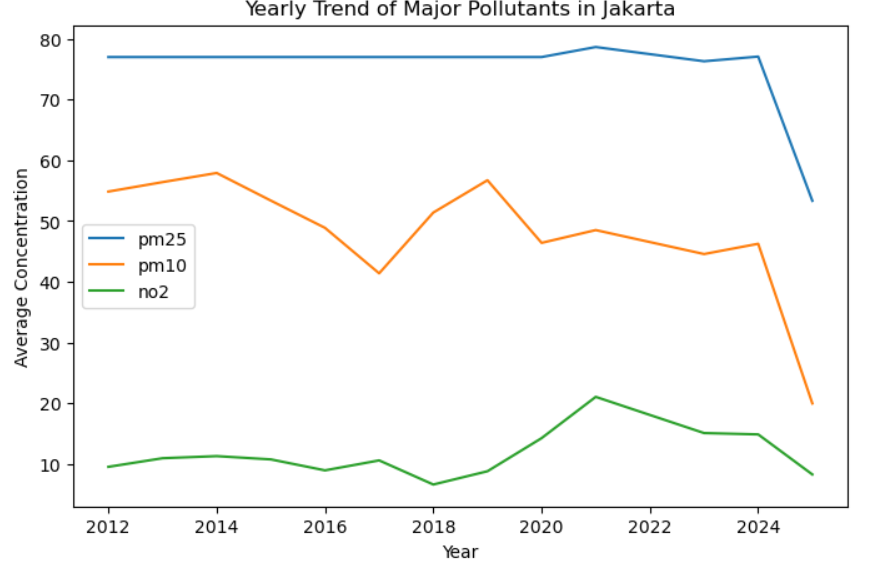 Yearly Trend of Major Pollutants in Jakarta
80
70
60
50
40
30
20
10
Average Concentration
pm25
pm10
no2
2012 2014 2016 2018 2020 2022 2024
Year